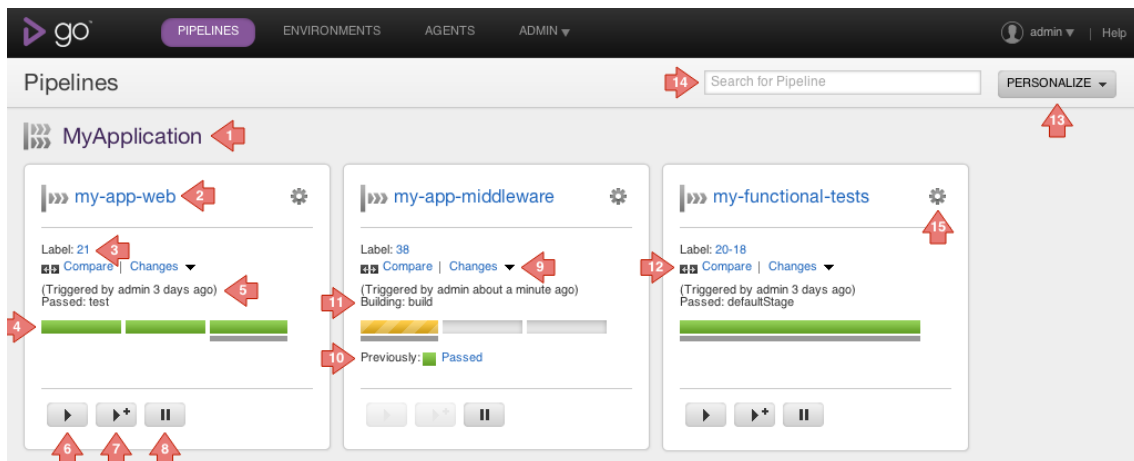 go PIPELINES ENVIRONMENTS AGENTS ADMIN admin | Help
Pipelines 14 Search for Pipeline PERSONALIZE
13
MyApplication 1
my-app-web 2
Label: 21 3
Compare | Changes
(Triggered by admin 3 days ago) 5
Passed: test
4
6 7 8
my-app-middleware
Label: 38
Compare | Changes 9
(Triggered by admin about a minute ago)
11 Building: build
10 Previously: Passed
my-functional-tests
15
Label: 20-18
12 Compare | Changes
(Triggered by admin 3 days ago)
Passed: defaultStage